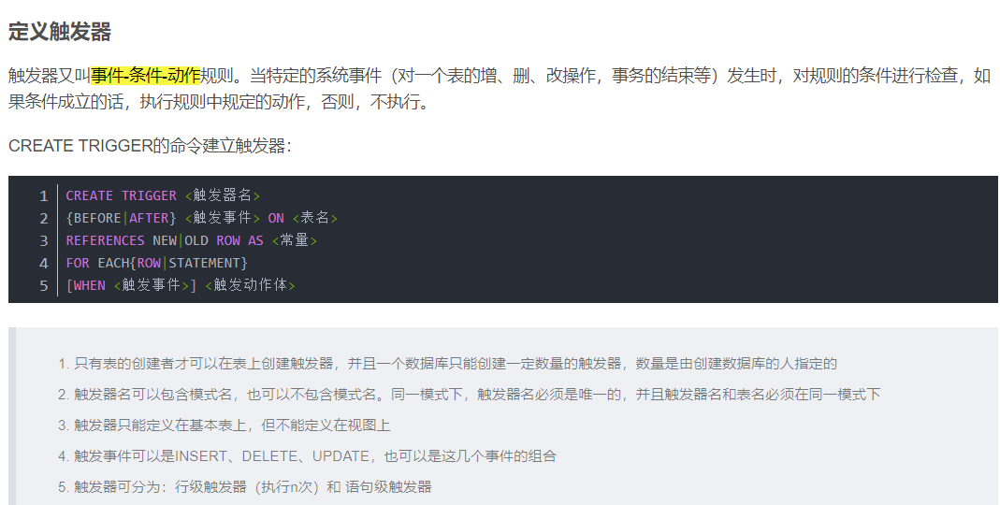 定义触发器
触发器又叫事件-条件-动作规则。当特定的系统事件（对一个表的增、删、改操作，事务的结束等）发生时，对规则的条件进行检查，如
果条件成立的话，执行规则中规定的动作，否则，不执行。
CREATE TRIGGER的命令建立触发器：
1 CREATE TRIGGER <触发器名>
2 {BEFORE|AFTER} <触发事件> ON <表名>
3 REFERENCES NEW|OLD ROW AS <常量>
4 FOR EACH{ROW|STATEMENT}
5 [WHEN <触发事件>] <触发动作体>
1. 只有表的创建者才可以在表上创建触发器，并且一个数据库只能创建一定数量的触发器，数量是由创建数据库的人指定的
2. 触发器名可以包含模式名，也可以不包含模式名。同一模式下，触发器名必须是唯一的，并且触发器名和表名必须在同一模式下
3. 触发器只能定义在基本表上，但不能定义在视图上
4. 触发事件可以是INSERT、DELETE、UPDATE，也可以是这几个事件的组合
5. 触发器可分为：行级触发器（执行n次）和 语句级触发器